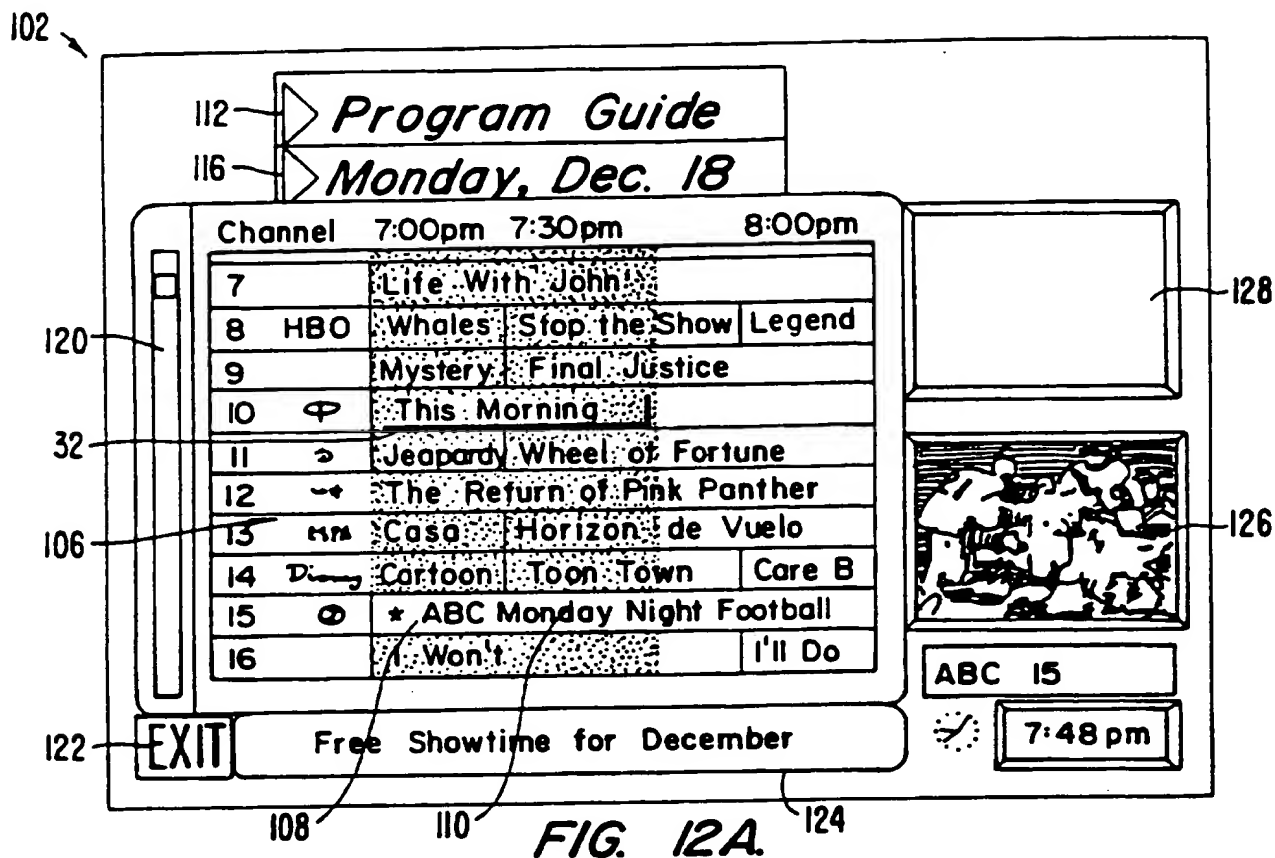 102
112
Program Guide
116
Monday, Dec. 18
Channel 7:00pm 7:30pm 8:00pm
7 Life With John
8 HBO Whales Stop the Show Legend
128
120
9 Mystery Final Justice
10 This Morning
32
11 Jeapardy Wheel of Fortune
12 The Return of Pink Panther
106
13 Casa Horizon de Vuelo
126
14 Disney Cartoon Toon Town Care B
15 * ABC Monday Night Football
16 I Won't I'll Do
ABC 15
122
EXIT
Free Showtime for December
7:48 pm
108
110
124
FIG. 12A.